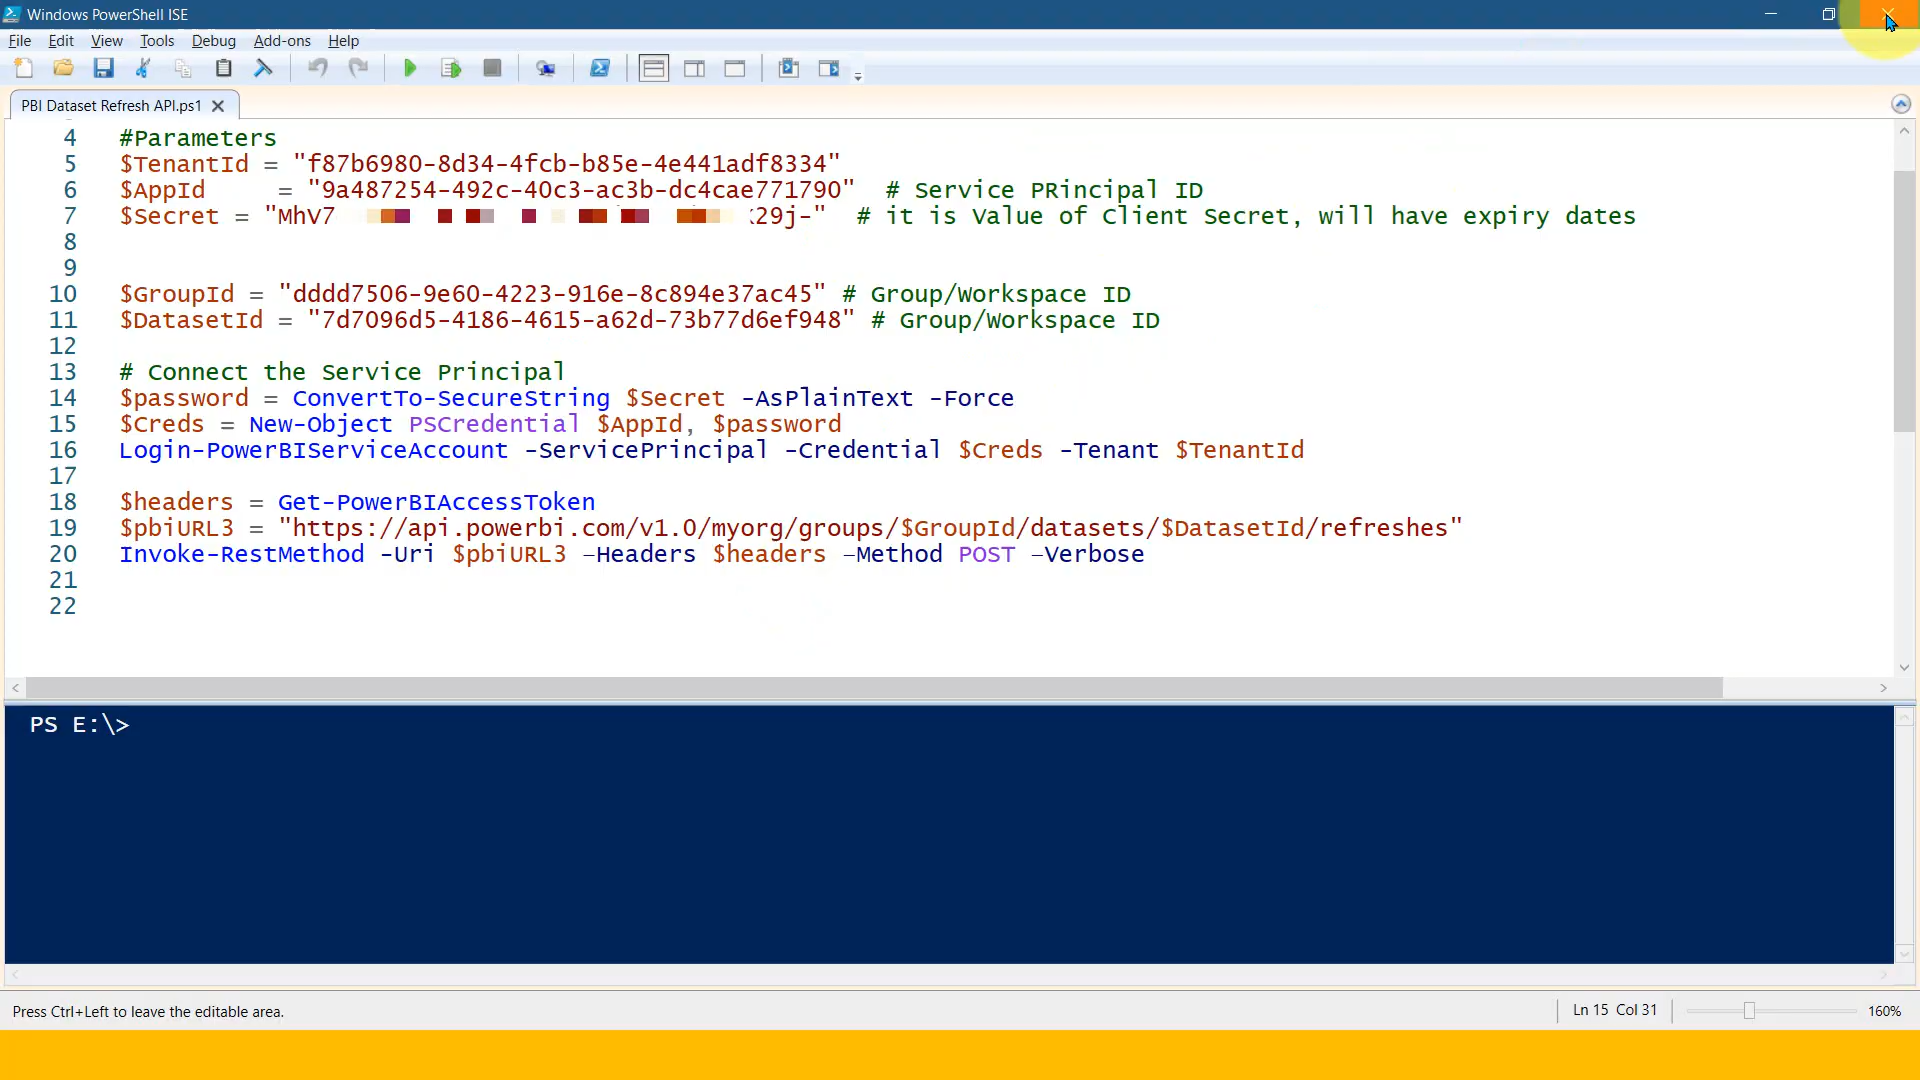 Windows PowerShell ISE
File Edit View Tools Debug Add-ons Help
PBI Dataset Refresh API.ps1
4 #Parameters
5 $TenantId = "f87b6980-8d34-4fcb-b85e-4e441adf8334"
6 $AppId = "9a487254-492c-40c3-ac3b-dc4cae771790" # Service PRincipal ID
7 $Secret = "MhV7 29j-" # it is Value of Client Secret, will have expiry dates
8
9
10 $GroupId = "dddd7506-9e60-4223-916e-8c894e37ac45" # Group/Workspace ID
11 $DatasetId = "7d7096d5-4186-4615-a62d-73b77d6ef948" # Group/Workspace ID
12
13 # Connect the Service Principal
14 $password = ConvertTo-SecureString $Secret -AsPlainText -Force
15 $Creds = New-Object PSCredential $AppId, $password
16 Login-PowerBIServiceAccount -ServicePrincipal -Credential $Creds -Tenant $TenantId
17
18 $headers = Get-PowerBIAccessToken
19 $pbiURL3 = "https://api.powerbi.com/v1.0/myorg/groups/$GroupId/datasets/$DatasetId/refreshes"
20 Invoke-RestMethod -Uri $pbiURL3 –Headers $headers –Method POST –Verbose
21
22
PS E:\>
Press Ctrl+Left to leave the editable area.
Ln 15 Col 31
160%